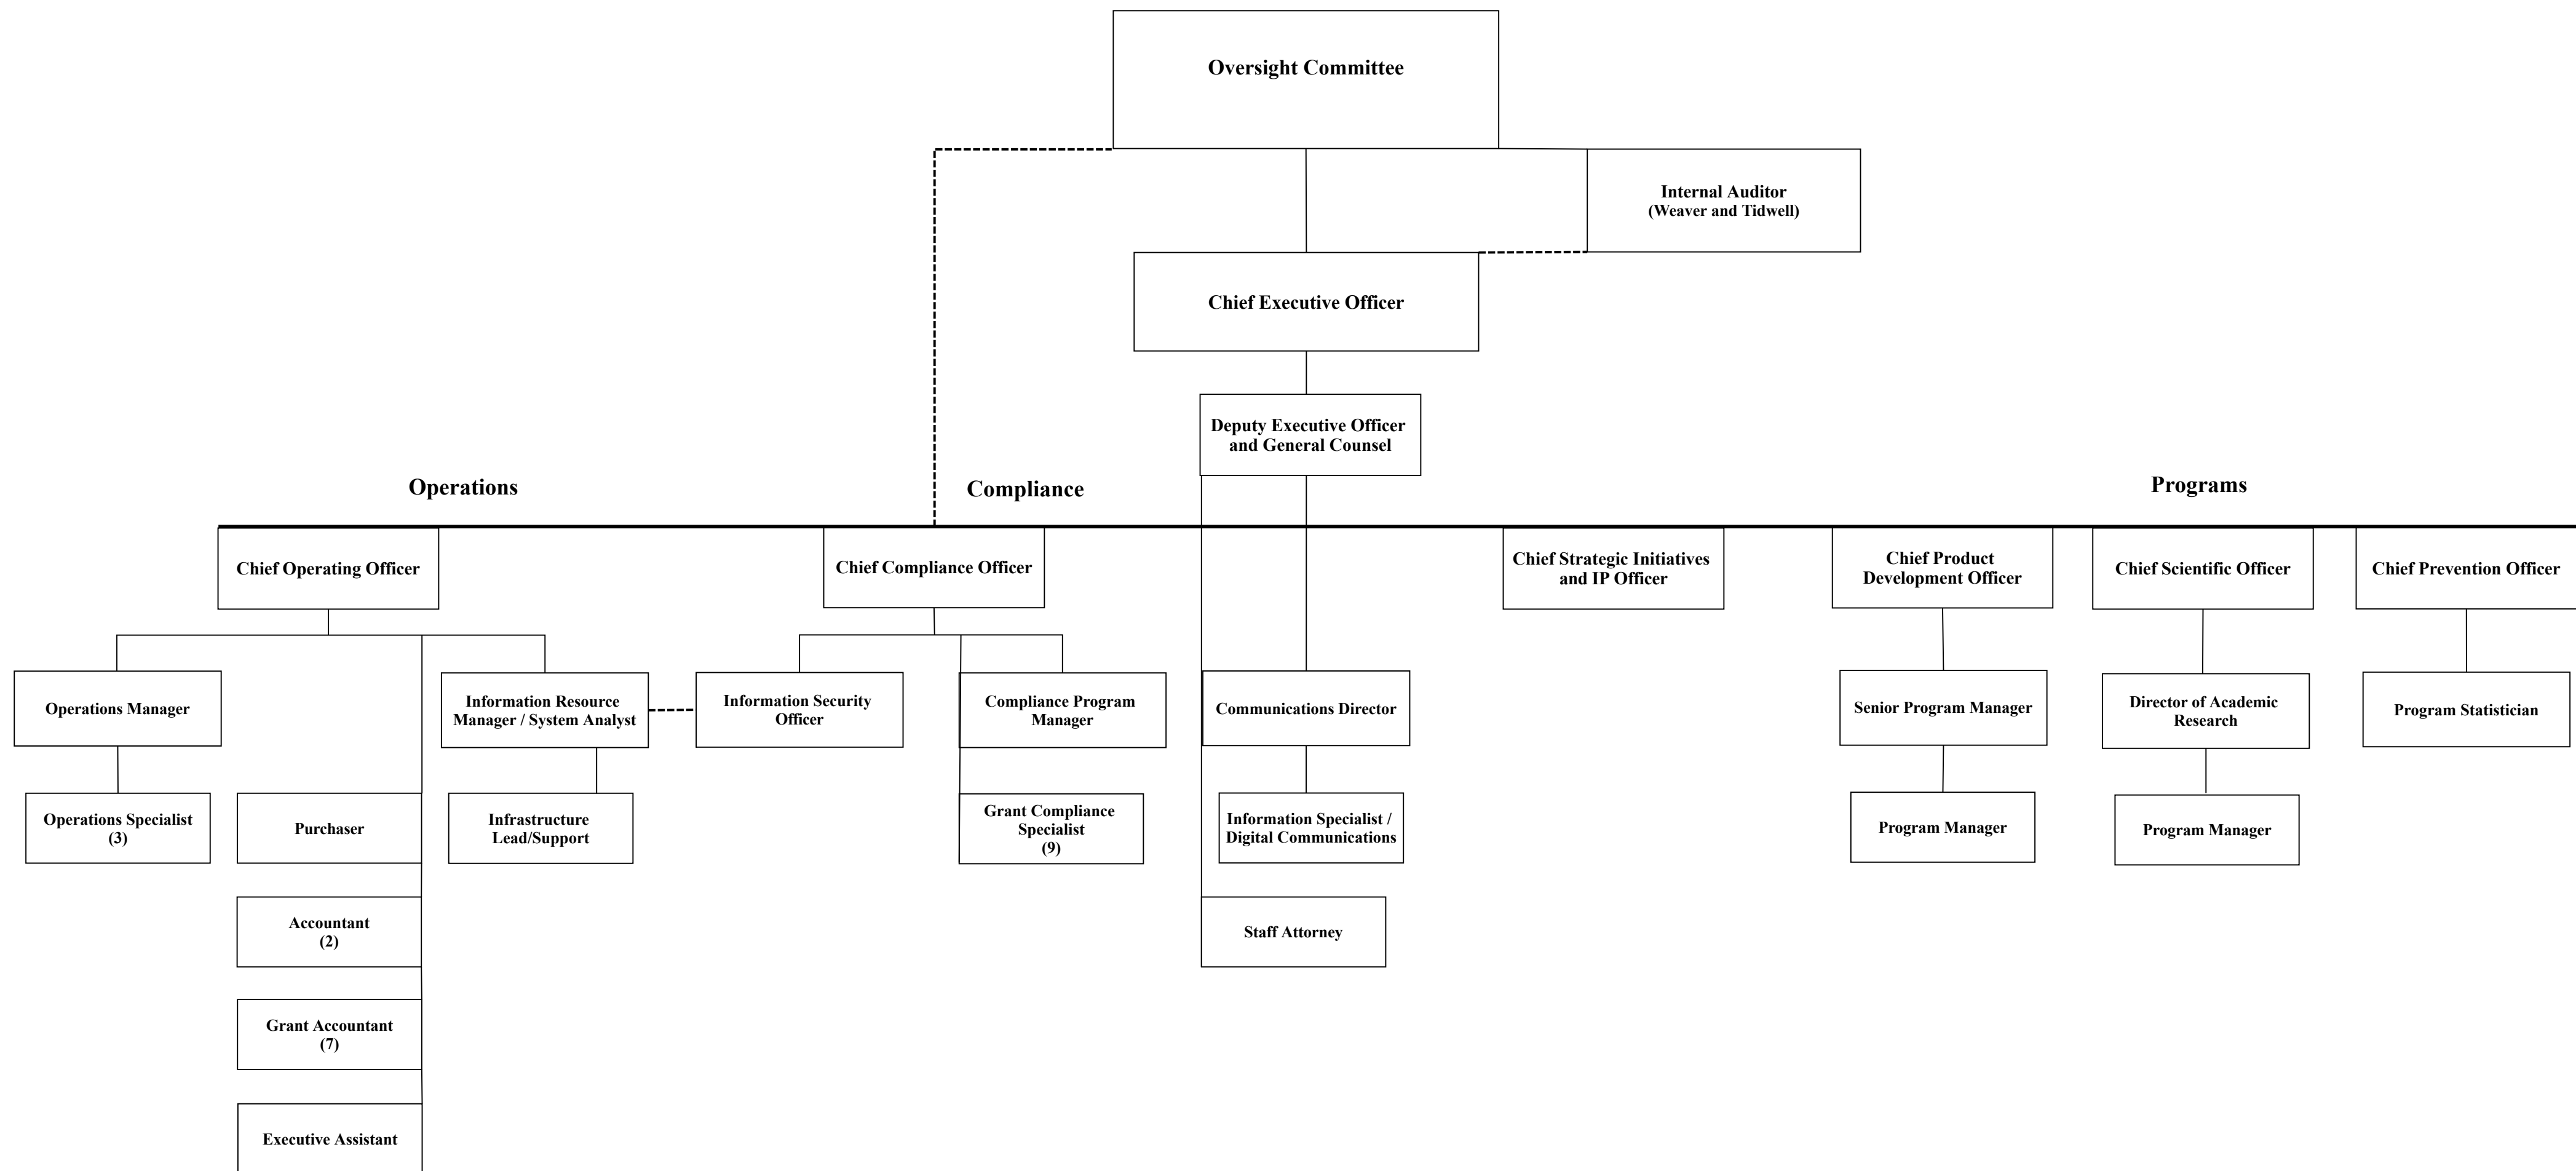 Oversight Committee
Internal Auditor
(Weaver and Tidwell)
Chief Executive Officer
Deputy Executive Officer
and General Counsel
Operations
Compliance
Programs
Chief Operating Officer
Chief Compliance Officer
Chief Strategic Initiatives
and IP Officer
Chief Product
Development Officer
Chief Scientific Officer
Chief Prevention Officer
Operations Manager
Information Resource
Manager / System Analyst
Information Security
Officer
Compliance Program
Manager
Communications Director
Senior Program Manager
Director of Academic
Research
Program Statistician
Operations Specialist
(3)
Purchaser
Infrastructure
Lead/Support
Grant Compliance
Specialist
(9)
Information Specialist /
Digital Communications
Program Manager
Program Manager
Accountant
(2)
Staff Attorney
Grant Accountant
(7)
Executive Assistant